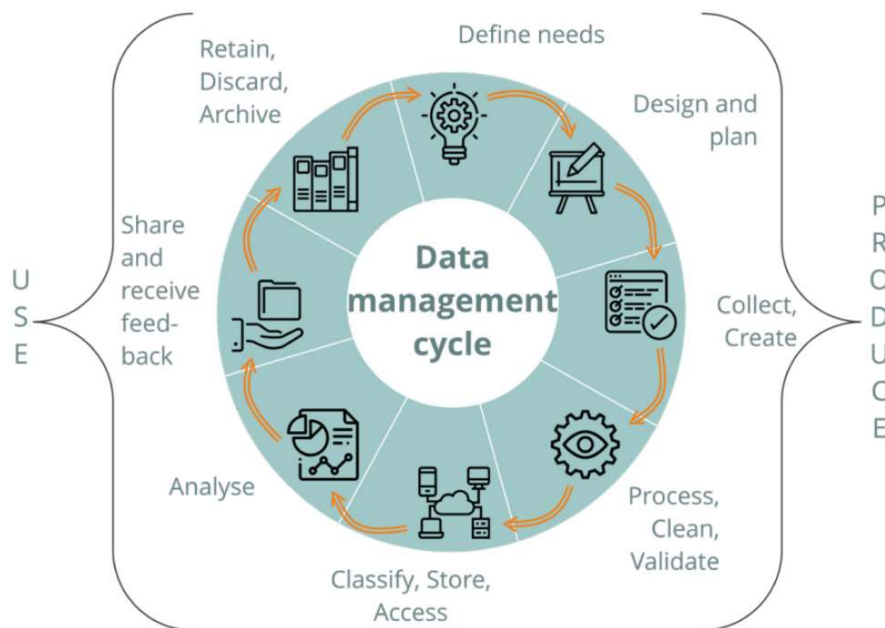 Define needs
Design and
plan
Collect,
Create
Process,
Clean,
Validate
Classify, Store,
Access
Analyse
Share
and
receive
feed-
back
Retain,
Discard,
Archive
Data
management
cycle
U
S
E
P
R
O
D
U
C
E